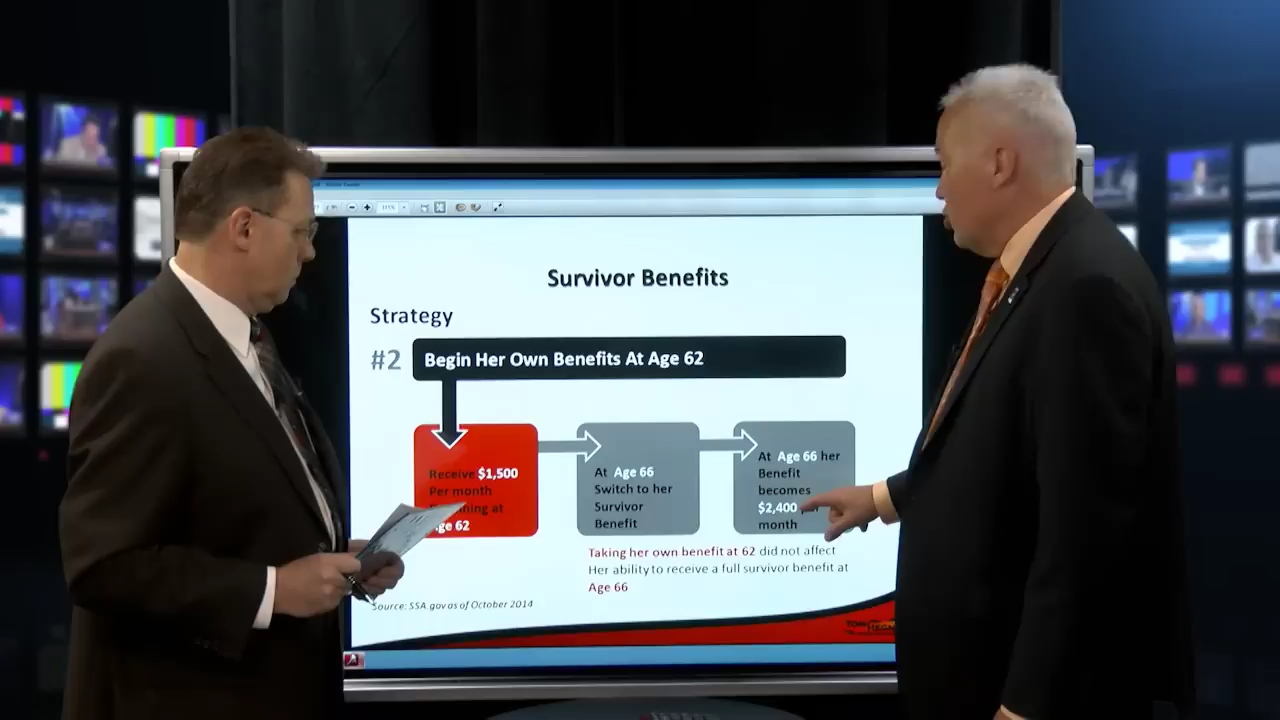 Survivor Benefits
Strategy
#2 Begin Her Own Benefits At Age 62
Receive $1,500
Per month
at
Age 62
At Age 66
Switch to her
Survivor
Benefit
At Age 66 her
Benefit
becomes
$2,400
month
Taking her own benefit at 62 did not affect
Her ability to receive a full survivor benefit at
Age 66
Source: SSA.gov as of October 2014
TOM